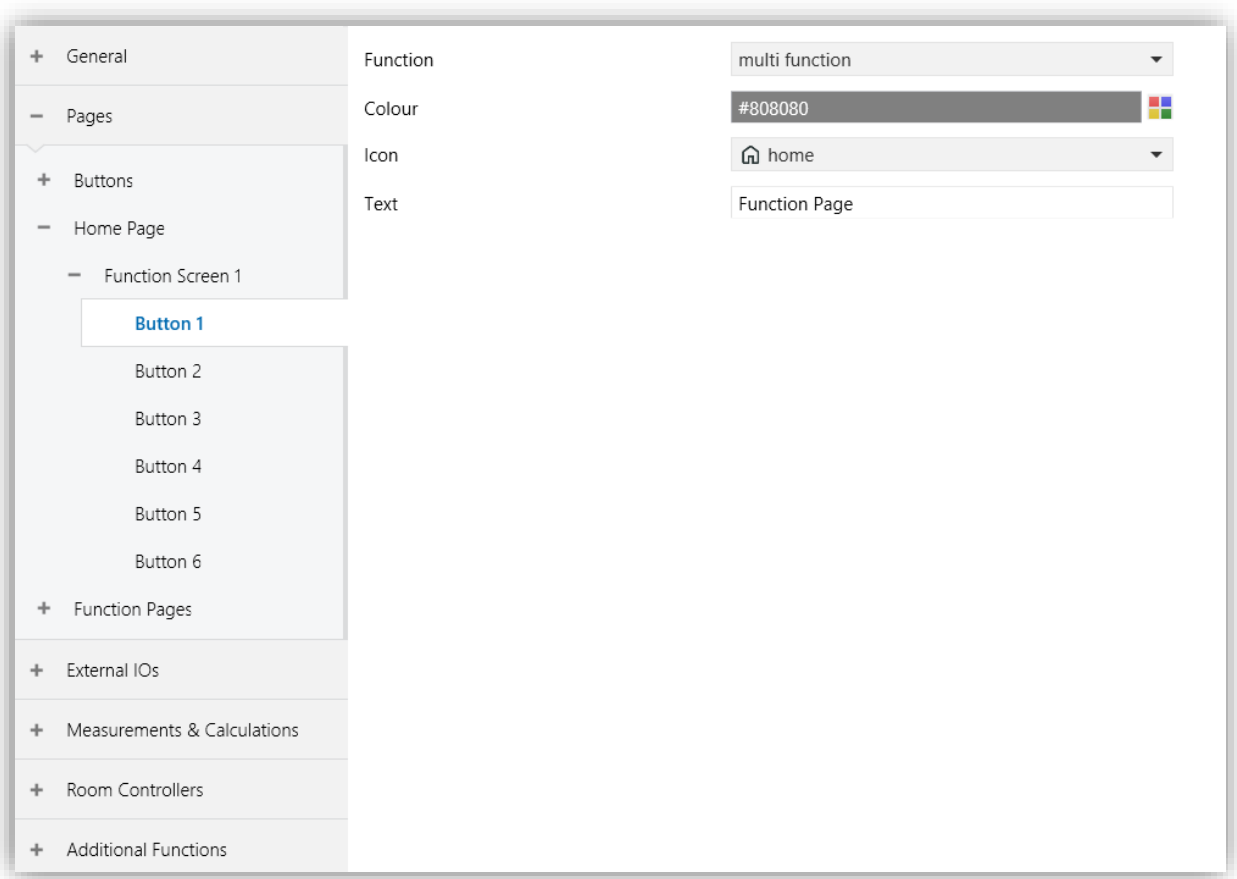 General
Pages
Buttons
Home Page
Function Screen 1
Button 1
Button 2
Button 3
Button 4
Button 5
Button 6
Function Pages
External IOs
Measurements & Calculations
Room Controllers
Additional Functions
Function multi function
Colour #808080
Icon home
Text Function Page